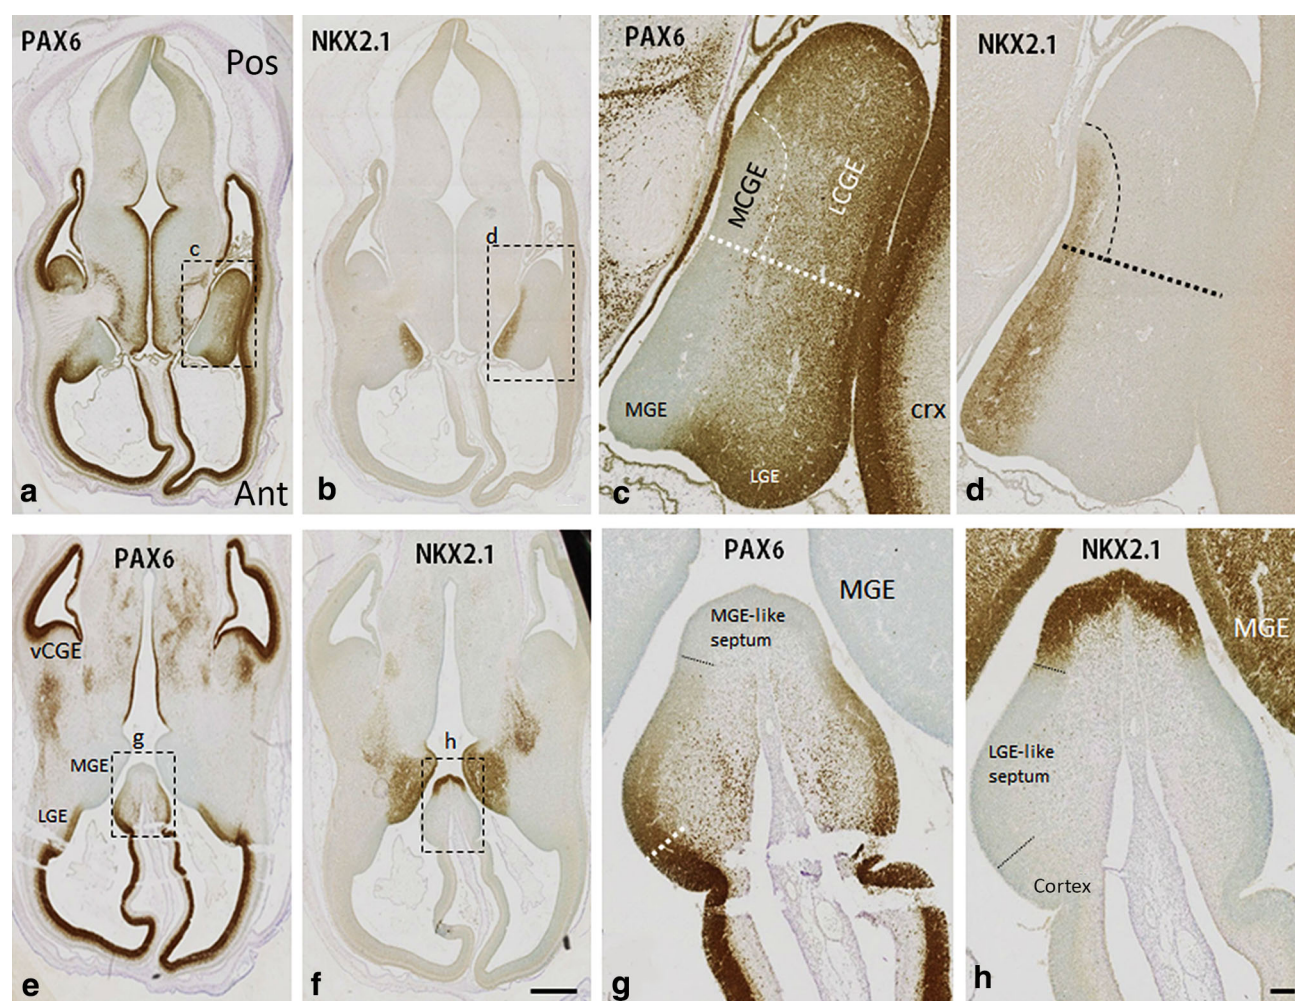 PAX6
Pos
c
Ant
a
NKX2.1
d
b
PAX6
MCGE
LCGE
MGE
LGE
crx
c
NKX2.1
d
PAX6
vCGE
g
MGE
LGE
e
NKX2.1
h
f
PAX6
MGE
MGE-like
septum
g
NKX2.1
MGE
LGE-like
septum
Cortex
h